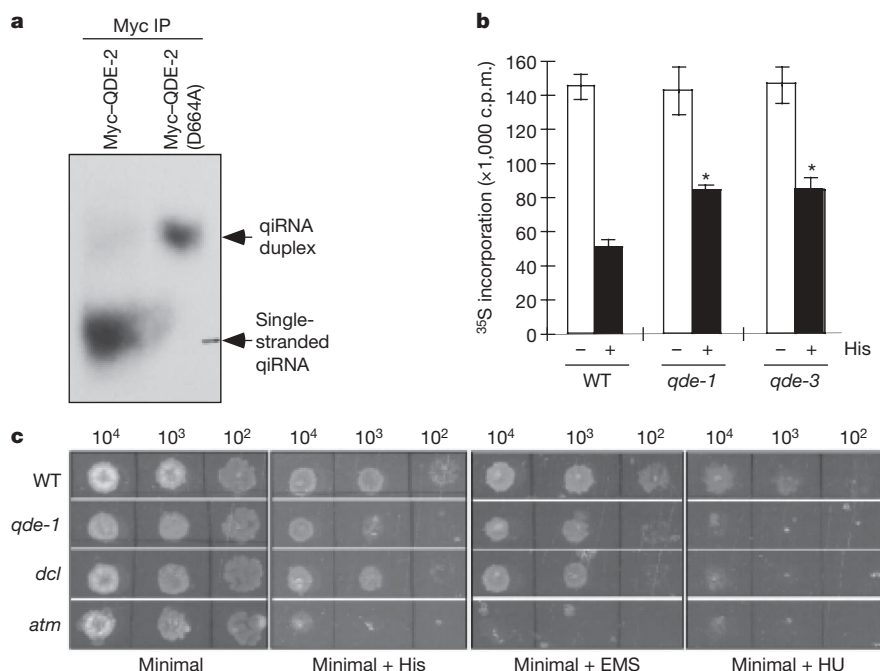 a
Myc IP
Myc–QDE-2
Myc–QDE-2
(D664A)
qiRNA
duplex
Single-
stranded
qiRNA
b
³⁵S incorporation (×1,000 c.p.m.)
160
140
120
100
80
60
40
20
0
* *
– + – + – + His
WT qde-1 qde-3
c
10⁴ 10³ 10² 10⁴ 10³ 10² 10⁴ 10³ 10² 10⁴ 10³ 10²
WT
qde-1
dcl
atm
Minimal Minimal + His Minimal + EMS Minimal + HU